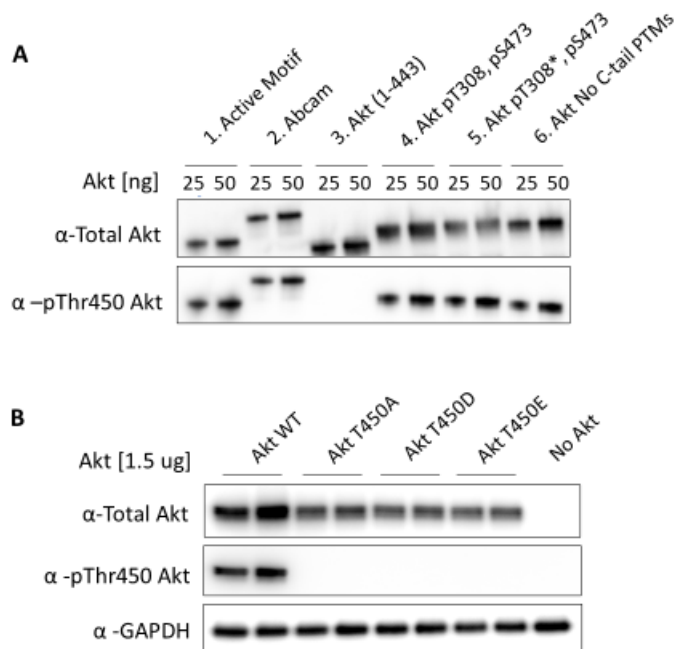 A
1. Active Motif
2. Abcam
3. Akt (1-443)
4. Akt pT308, pS473
5. Akt pT308*, pS473
6. Akt No C-tail PTMs
Akt [ng] 25 50 25 50 25 50 25 50 25 50 25 50
α-Total Akt
α –pThr450 Akt
B
Akt WT
Akt T450A
Akt T450D
Akt T450E
No Akt
Akt [1.5 ug]
α-Total Akt
α -pThr450 Akt
α -GAPDH